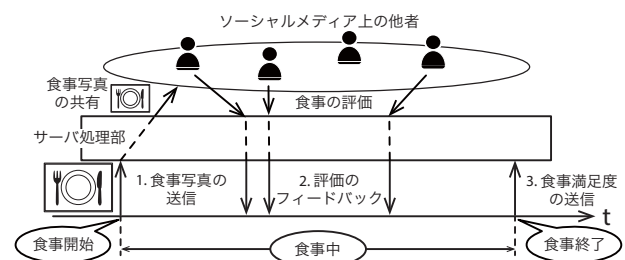 ソーシャルメディア上の他者
食事写真
の共有
食事の評価
サーバ処理部
1. 食事写真の
送信
2. 評価の
フィードバック
3. 食事満足度
の送信
t
食事開始
食事中
食事終了